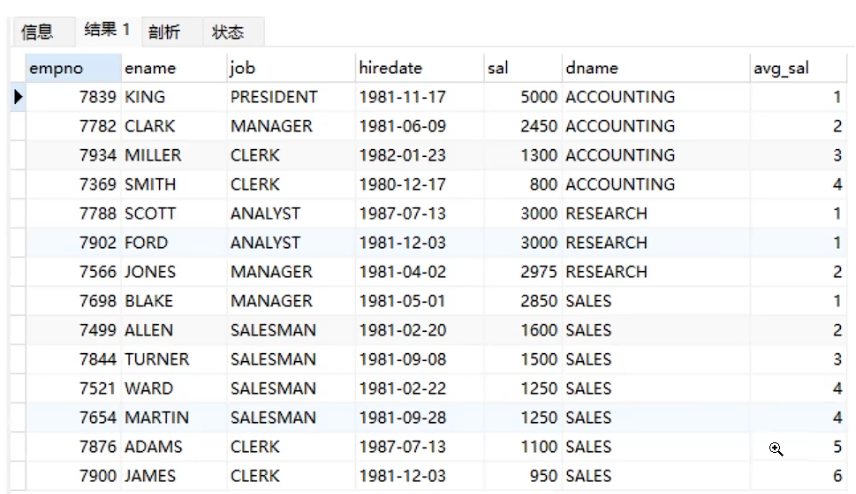 信息 结果 1 剖析 状态
empno ename job hiredate sal dname avg_sal
7839 KING PRESIDENT 1981-11-17 5000 ACCOUNTING 1
7782 CLARK MANAGER 1981-06-09 2450 ACCOUNTING 2
7934 MILLER CLERK 1982-01-23 1300 ACCOUNTING 3
7369 SMITH CLERK 1980-12-17 800 ACCOUNTING 4
7788 SCOTT ANALYST 1987-07-13 3000 RESEARCH 1
7902 FORD ANALYST 1981-12-03 3000 RESEARCH 1
7566 JONES MANAGER 1981-04-02 2975 RESEARCH 2
7698 BLAKE MANAGER 1981-05-01 2850 SALES 1
7499 ALLEN SALESMAN 1981-02-20 1600 SALES 2
7844 TURNER SALESMAN 1981-09-08 1500 SALES 3
7521 WARD SALESMAN 1981-02-22 1250 SALES 4
7654 MARTIN SALESMAN 1981-09-28 1250 SALES 4
7876 ADAMS CLERK 1987-07-13 1100 SALES 5
7900 JAMES CLERK 1981-12-03 950 SALES 6